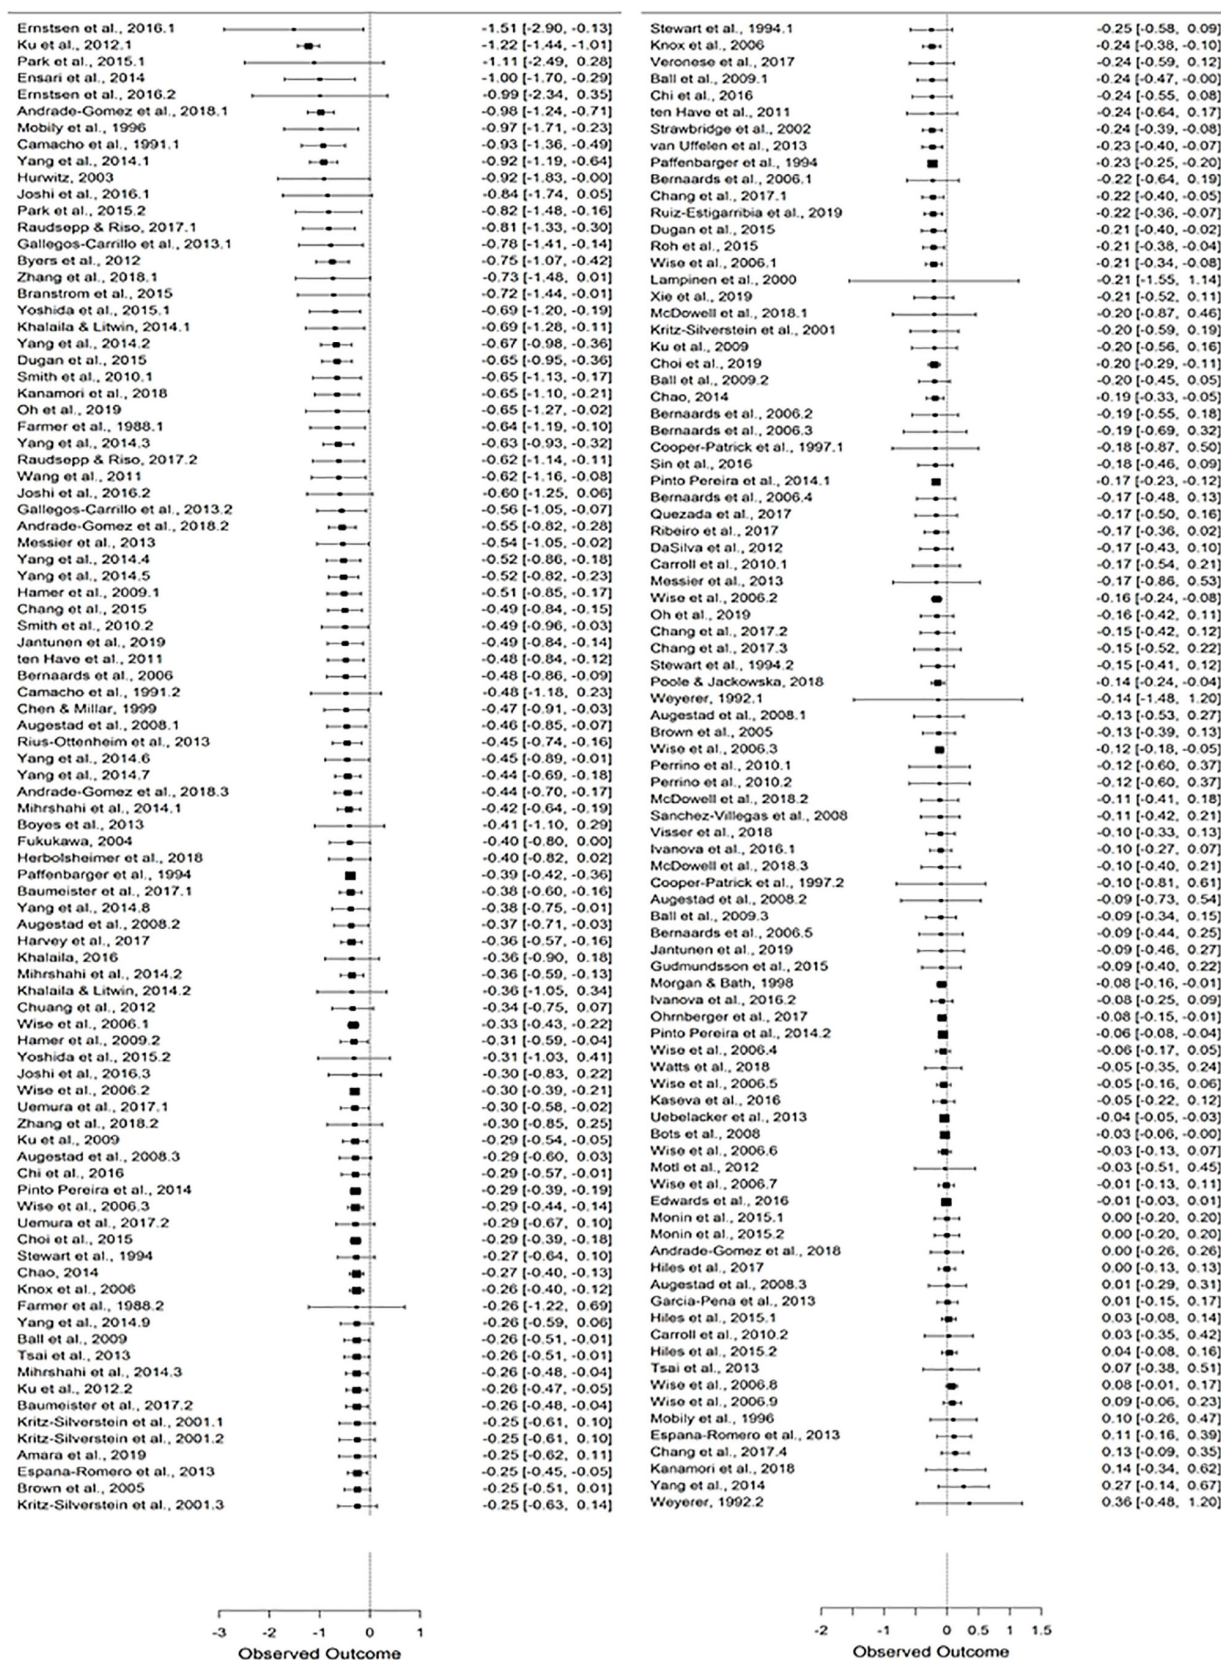 Ernstsen et al., 2016.1 -1.51 [-2.90, -0.13]
Ku et al., 2012.1 -1.22 [-1.44, -1.01]
Park et al., 2015.1 -1.11 [-2.49, 0.28]
Ensari et al., 2014 -1.00 [-1.70, -0.29]
Ernstsen et al., 2016.2 -0.99 [-2.34, 0.35]
Andrade-Gomez et al., 2018.1 -0.98 [-1.24, -0.71]
Mobily et al., 1996 -0.97 [-1.71, -0.23]
Camacho et al., 1991.1 -0.93 [-1.36, -0.49]
Yang et al., 2014.1 -0.92 [-1.19, -0.64]
Hurwitz, 2003 -0.92 [-1.83, -0.00]
Joshi et al., 2016.1 -0.84 [-1.74, 0.05]
Park et al., 2015.2 -0.82 [-1.48, -0.16]
Raudsepp & Riso, 2017.1 -0.81 [-1.33, -0.30]
Gallegos-Carrillo et al., 2013.1 -0.78 [-1.41, -0.14]
Byers et al., 2012 -0.75 [-1.07, -0.42]
Zhang et al., 2018.1 -0.73 [-1.48, 0.01]
Branstrom et al., 2015 -0.72 [-1.44, -0.01]
Yoshida et al., 2015.1 -0.69 [-1.20, -0.19]
Khalaila & Litwin, 2014.1 -0.69 [-1.28, -0.11]
Yang et al., 2014.2 -0.67 [-0.98, -0.36]
Dugan et al., 2015 -0.65 [-0.95, -0.36]
Smith et al., 2010.1 -0.65 [-1.13, -0.17]
Kanamori et al., 2018 -0.65 [-1.10, -0.21]
Oh et al., 2019 -0.65 [-1.27, -0.02]
Farmer et al., 1988.1 -0.64 [-1.19, -0.10]
Yang et al., 2014.3 -0.63 [-0.93, -0.32]
Raudsepp & Riso, 2017.2 -0.62 [-1.14, -0.11]
Wang et al., 2011 -0.62 [-1.16, -0.08]
Joshi et al., 2016.2 -0.60 [-1.25, 0.06]
Gallegos-Carrillo et al., 2013.2 -0.56 [-1.05, -0.07]
Andrade-Gomez et al., 2018.2 -0.55 [-0.82, -0.28]
Messier et al., 2013 -0.54 [-1.05, -0.02]
Yang et al., 2014.4 -0.52 [-0.86, -0.18]
Yang et al., 2014.5 -0.52 [-0.82, -0.23]
Hamer et al., 2009.1 -0.51 [-0.85, -0.17]
Chang et al., 2015 -0.49 [-0.84, -0.15]
Smith et al., 2010.2 -0.49 [-0.96, -0.03]
Jantunen et al., 2019 -0.49 [-0.84, -0.14]
ten Have et al., 2011 -0.48 [-0.84, -0.12]
Bernaards et al., 2006 -0.48 [-0.86, -0.09]
Camacho et al., 1991.2 -0.48 [-1.18, 0.23]
Chen & Millar, 1999 -0.47 [-0.91, -0.03]
Augestad et al., 2008.1 -0.46 [-0.85, -0.07]
Rius-Ottenheim et al., 2013 -0.45 [-0.74, -0.16]
Yang et al., 2014.6 -0.45 [-0.89, -0.01]
Yang et al., 2014.7 -0.44 [-0.69, -0.18]
Andrade-Gomez et al., 2018.3 -0.44 [-0.70, -0.17]
Mihrshahi et al., 2014.1 -0.42 [-0.64, -0.19]
Boyes et al., 2013 -0.41 [-1.10, 0.29]
Fukukawa, 2004 -0.40 [-0.80, 0.00]
Herbolsheimer et al., 2018 -0.40 [-0.82, 0.02]
Paffenbarger et al., 1994 -0.39 [-0.42, -0.36]
Baumeister et al., 2017.1 -0.38 [-0.60, -0.16]
Yang et al., 2014.8 -0.38 [-0.75, -0.01]
Augestad et al., 2008.2 -0.37 [-0.71, -0.03]
Harvey et al., 2017 -0.36 [-0.57, -0.16]
Khalaila, 2016 -0.36 [-0.90, 0.18]
Mihrshahi et al., 2014.2 -0.36 [-0.59, -0.13]
Khalaila & Litwin, 2014.2 -0.36 [-1.05, 0.34]
Chuang et al., 2012 -0.34 [-0.75, 0.07]
Wise et al., 2006.1 -0.33 [-0.43, -0.22]
Hamer et al., 2009.2 -0.31 [-0.59, -0.04]
Yoshida et al., 2015.2 -0.31 [-1.03, 0.41]
Joshi et al., 2016.3 -0.30 [-0.83, 0.22]
Wise et al., 2006.2 -0.30 [-0.39, -0.21]
Uemura et al., 2017.1 -0.30 [-0.58, -0.02]
Zhang et al., 2018.2 -0.30 [-0.85, 0.25]
Ku et al., 2009 -0.29 [-0.54, -0.05]
Augestad et al., 2008.3 -0.29 [-0.60, 0.03]
Chi et al., 2016 -0.29 [-0.57, -0.01]
Pinto Pereira et al., 2014 -0.29 [-0.39, -0.19]
Wise et al., 2006.3 -0.29 [-0.44, -0.14]
Uemura et al., 2017.2 -0.29 [-0.67, 0.10]
Choi et al., 2015 -0.29 [-0.39, -0.18]
Stewart et al., 1994 -0.27 [-0.64, 0.10]
Chao, 2014 -0.27 [-0.40, -0.13]
Knox et al., 2006 -0.26 [-0.40, -0.12]
Farmer et al., 1988.2 -0.26 [-1.22, 0.69]
Yang et al., 2014.9 -0.26 [-0.59, 0.06]
Ball et al., 2009 -0.26 [-0.51, -0.01]
Tsai et al., 2013 -0.26 [-0.51, -0.01]
Mihrshahi et al., 2014.3 -0.26 [-0.48, -0.04]
Ku et al., 2012.2 -0.26 [-0.47, -0.05]
Baumeister et al., 2017.2 -0.26 [-0.48, -0.04]
Kritz-Silverstein et al., 2001.1 -0.25 [-0.61, 0.10]
Kritz-Silverstein et al., 2001.2 -0.25 [-0.61, 0.10]
Amara et al., 2019 -0.25 [-0.62, 0.11]
Espana-Romero et al., 2013 -0.25 [-0.45, -0.05]
Brown et al., 2005 -0.25 [-0.51, 0.01]
Kritz-Silverstein et al., 2001.3 -0.25 [-0.63, 0.14]
-3 -2 -1 0 1
Observed Outcome
Stewart et al., 1994.1 -0.25 [-0.58, 0.09]
Knox et al., 2006 -0.24 [-0.38, -0.10]
Veronese et al., 2017 -0.24 [-0.59, 0.12]
Ball et al., 2009.1 -0.24 [-0.47, -0.00]
Chi et al., 2016 -0.24 [-0.55, 0.08]
ten Have et al., 2011 -0.24 [-0.64, 0.17]
Strawbridge et al., 2002 -0.24 [-0.39, -0.08]
van Uffelen et al., 2013 -0.23 [-0.40, -0.07]
Paffenbarger et al., 1994 -0.23 [-0.25, -0.20]
Bernaards et al., 2006.1 -0.22 [-0.64, 0.19]
Chang et al., 2017.1 -0.22 [-0.40, -0.05]
Ruiz-Estigarribia et al., 2019 -0.22 [-0.36, -0.07]
Dugan et al., 2015 -0.21 [-0.40, -0.02]
Roh et al., 2015 -0.21 [-0.38, -0.04]
Wise et al., 2006.1 -0.21 [-0.34, -0.08]
Lampinen et al., 2000 -0.21 [-1.55, 1.14]
Xie et al., 2019 -0.21 [-0.52, 0.11]
McDowell et al., 2018.1 -0.20 [-0.87, 0.46]
Kritz-Silverstein et al., 2001 -0.20 [-0.59, 0.19]
Ku et al., 2009 -0.20 [-0.56, 0.16]
Choi et al., 2019 -0.20 [-0.29, -0.11]
Ball et al., 2009.2 -0.20 [-0.45, 0.05]
Chao, 2014 -0.19 [-0.33, -0.05]
Bernaards et al., 2006.2 -0.19 [-0.55, 0.18]
Bernaards et al., 2006.3 -0.19 [-0.69, 0.32]
Cooper-Patrick et al., 1997.1 -0.18 [-0.87, 0.50]
Sin et al., 2016 -0.18 [-0.46, 0.09]
Pinto Pereira et al., 2014.1 -0.17 [-0.23, -0.12]
Bernaards et al., 2006.4 -0.17 [-0.48, 0.13]
Quezada et al., 2017 -0.17 [-0.50, 0.16]
Ribeiro et al., 2017 -0.17 [-0.36, 0.02]
DaSilva et al., 2012 -0.17 [-0.43, 0.10]
Carroll et al., 2010.1 -0.17 [-0.54, 0.21]
Messier et al., 2013 -0.17 [-0.86, 0.53]
Wise et al., 2006.2 -0.16 [-0.24, -0.08]
Oh et al., 2019 -0.16 [-0.42, 0.11]
Chang et al., 2017.2 -0.15 [-0.42, 0.12]
Chang et al., 2017.3 -0.15 [-0.52, 0.22]
Stewart et al., 1994.2 -0.15 [-0.41, 0.12]
Poole & Jackowska, 2018 -0.14 [-0.24, -0.04]
Weyerer, 1992.1 -0.14 [-1.48, 1.20]
Augestad et al., 2008.1 -0.13 [-0.53, 0.27]
Brown et al., 2005 -0.13 [-0.39, 0.13]
Wise et al., 2006.3 -0.12 [-0.18, -0.05]
Perrino et al., 2010.1 -0.12 [-0.60, 0.37]
Perrino et al., 2010.2 -0.12 [-0.60, 0.37]
McDowell et al., 2018.2 -0.11 [-0.41, 0.18]
Sanchez-Villegas et al., 2008 -0.11 [-0.42, 0.21]
Visser et al., 2018 -0.10 [-0.33, 0.13]
Ivanova et al., 2016.1 -0.10 [-0.27, 0.07]
McDowell et al., 2018.3 -0.10 [-0.40, 0.21]
Cooper-Patrick et al., 1997.2 -0.10 [-0.81, 0.61]
Augestad et al., 2008.2 -0.09 [-0.73, 0.54]
Ball et al., 2009.3 -0.09 [-0.34, 0.15]
Bernaards et al., 2006.5 -0.09 [-0.44, 0.25]
Jantunen et al., 2019 -0.09 [-0.46, 0.27]
Gudmundsson et al., 2015 -0.09 [-0.40, 0.22]
Morgan & Bath, 1998 -0.08 [-0.16, -0.01]
Ivanova et al., 2016.2 -0.08 [-0.25, 0.09]
Ohrnberger et al., 2017 -0.08 [-0.15, -0.01]
Pinto Pereira et al., 2014.2 -0.06 [-0.08, -0.04]
Wise et al., 2006.4 -0.06 [-0.17, 0.05]
Watts et al., 2018 -0.05 [-0.35, 0.24]
Wise et al., 2006.5 -0.05 [-0.16, 0.06]
Kaseva et al., 2016 -0.05 [-0.22, 0.12]
Uebelacker et al., 2013 -0.04 [-0.05, -0.03]
Bots et al., 2008 -0.03 [-0.06, -0.00]
Wise et al., 2006.6 -0.03 [-0.13, 0.07]
Motl et al., 2012 -0.03 [-0.51, 0.45]
Wise et al., 2006.7 -0.01 [-0.13, 0.11]
Edwards et al., 2016 -0.01 [-0.03, 0.01]
Monin et al., 2015.1 0.00 [-0.20, 0.20]
Monin et al., 2015.2 0.00 [-0.20, 0.20]
Andrade-Gomez et al., 2018 0.00 [-0.26, 0.26]
Hiles et al., 2017 0.00 [-0.13, 0.13]
Augestad et al., 2008.3 0.01 [-0.29, 0.31]
Garcia-Pena et al., 2013 0.01 [-0.15, 0.17]
Hiles et al., 2015.1 0.03 [-0.08, 0.14]
Carroll et al., 2010.2 0.03 [-0.35, 0.42]
Hiles et al., 2015.2 0.04 [-0.08, 0.16]
Tsai et al., 2013 0.07 [-0.38, 0.51]
Wise et al., 2006.8 0.08 [-0.01, 0.17]
Wise et al., 2006.9 0.09 [-0.06, 0.23]
Mobily et al., 1996 0.10 [-0.26, 0.47]
Espana-Romero et al., 2013 0.11 [-0.16, 0.39]
Chang et al., 2017.4 0.13 [-0.09, 0.35]
Kanamori et al., 2018 0.14 [-0.34, 0.62]
Yang et al., 2014 0.27 [-0.14, 0.67]
Weyerer, 1992.2 0.36 [-0.48, 1.20]
-2 -1 0 0.5 1 1.5
Observed Outcome